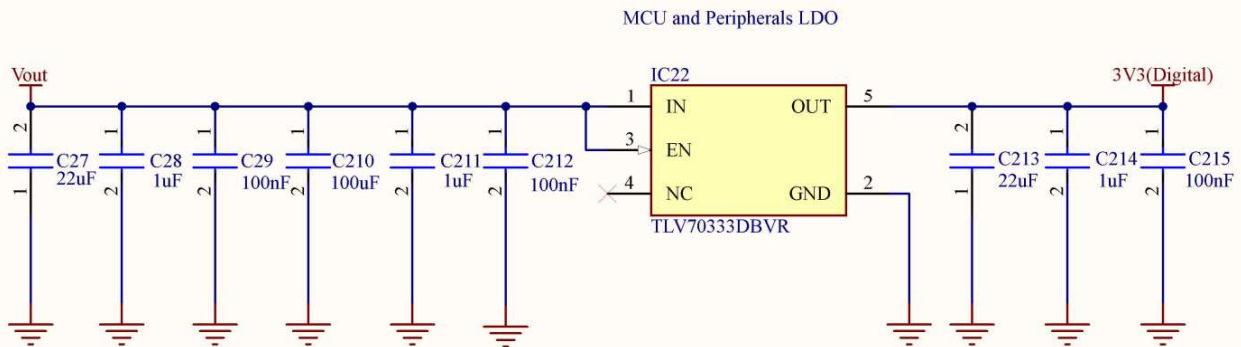 MCU and Peripherals LDO
Vout
IC22
3V3(Digital)
1
IN
OUT
5
2
1
1
1
1
1
3
EN
2
1
1
C27
22uF
C28
1uF
C29
100nF
C210
100uF
C211
1uF
C212
100nF
C213
22uF
C214
1uF
C215
100nF
1
2
2
2
2
2
4
NC
GND
2
1
2
2
TLV70333DBVR